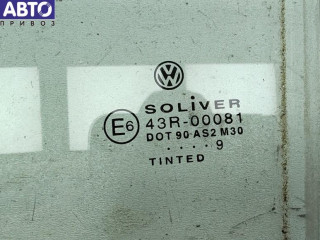 АВТО
ПРИВОЗ
SOLIVER
E6 43R-00081
DOT 90 AS2 M30
.... 9
TINTED